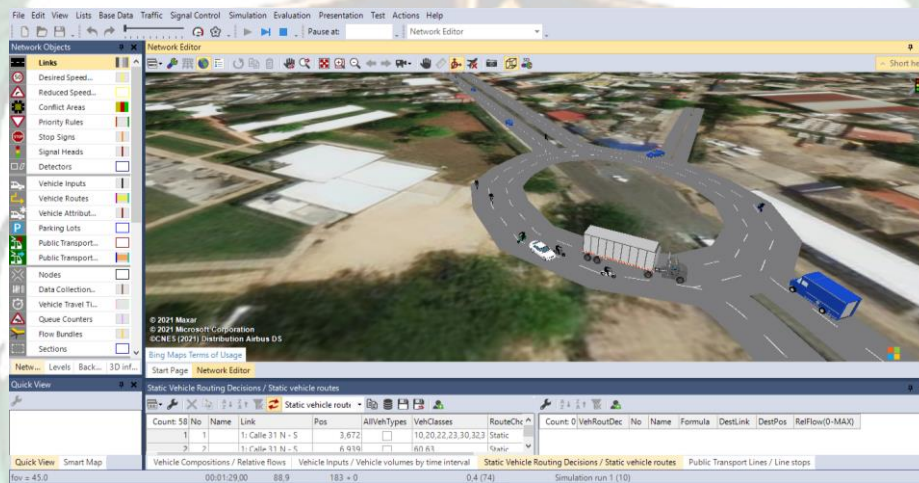 File Edit View Lists Base Data Traffic Signal Control Simulation Evaluation Presentation Test Actions Help
Pause at: Network Editor
Network Objects
Network Editor
Short he
Links
Desired Speed...
Reduced Speed...
Conflict Areas
Priority Rules
Stop Signs
Signal Heads
Detectors
Vehicle Inputs
Vehicle Routes
Vehicle Attribut...
Parking Lots
Public Transport...
Public Transport...
Nodes
Data Collection...
Vehicle Travel Ti...
Queue Counters
Flow Bundles
Sections
© 2021 Maxar
© 2021 Microsoft Corporation
©CNES (2021) Distribution Airbus DS
Bing Maps Terms of Usage
Netw... Levels Back... 3D inf...
Start Page Network Editor
Quick View
Static Vehicle Routing Decisions / Static vehicle routes
Static vehicle route
Count: 58 No Name Link Pos AllVehTypes VehClasses RouteCho
1 1 1: Calle 31 N - S 3,672 10,20,22,23,30,32,3 Static
2 2 1: Calle 31 N - S 6,939 60,63 Static
Count: 0 VehRoutDec No Name Formula DestLink DestPos RelFlow(0-MAX)
Quick View Smart Map
Vehicle Compositions / Relative flows Vehicle Inputs / Vehicle volumes by time interval Static Vehicle Routing Decisions / Static vehicle routes Public Transport Lines / Line stops
fov = 45.0 00:01:29,00 88,9 183 + 0 0,4 (74) Simulation run 1 (10)